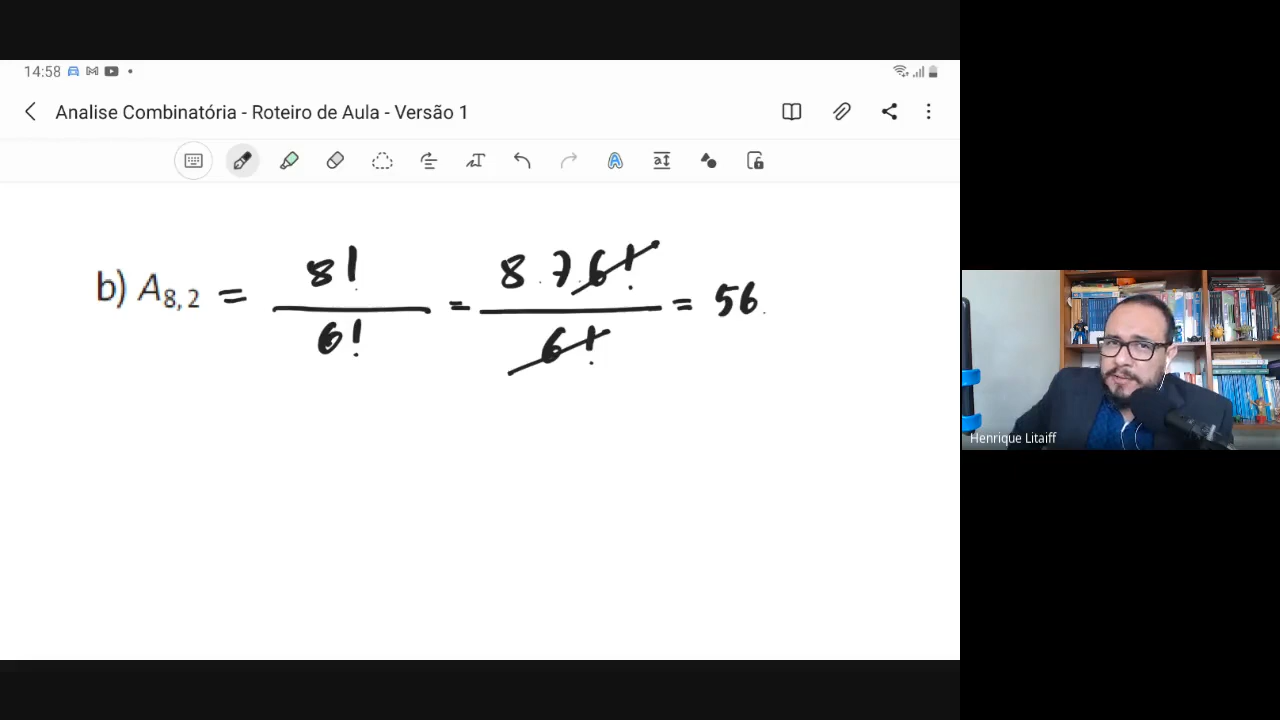 14:58
Analise Combinatória - Roteiro de Aula - Versão 1
b) A8,2 = 8!/6! = 8.7.6!/6! = 56.
Henrique Litaiff